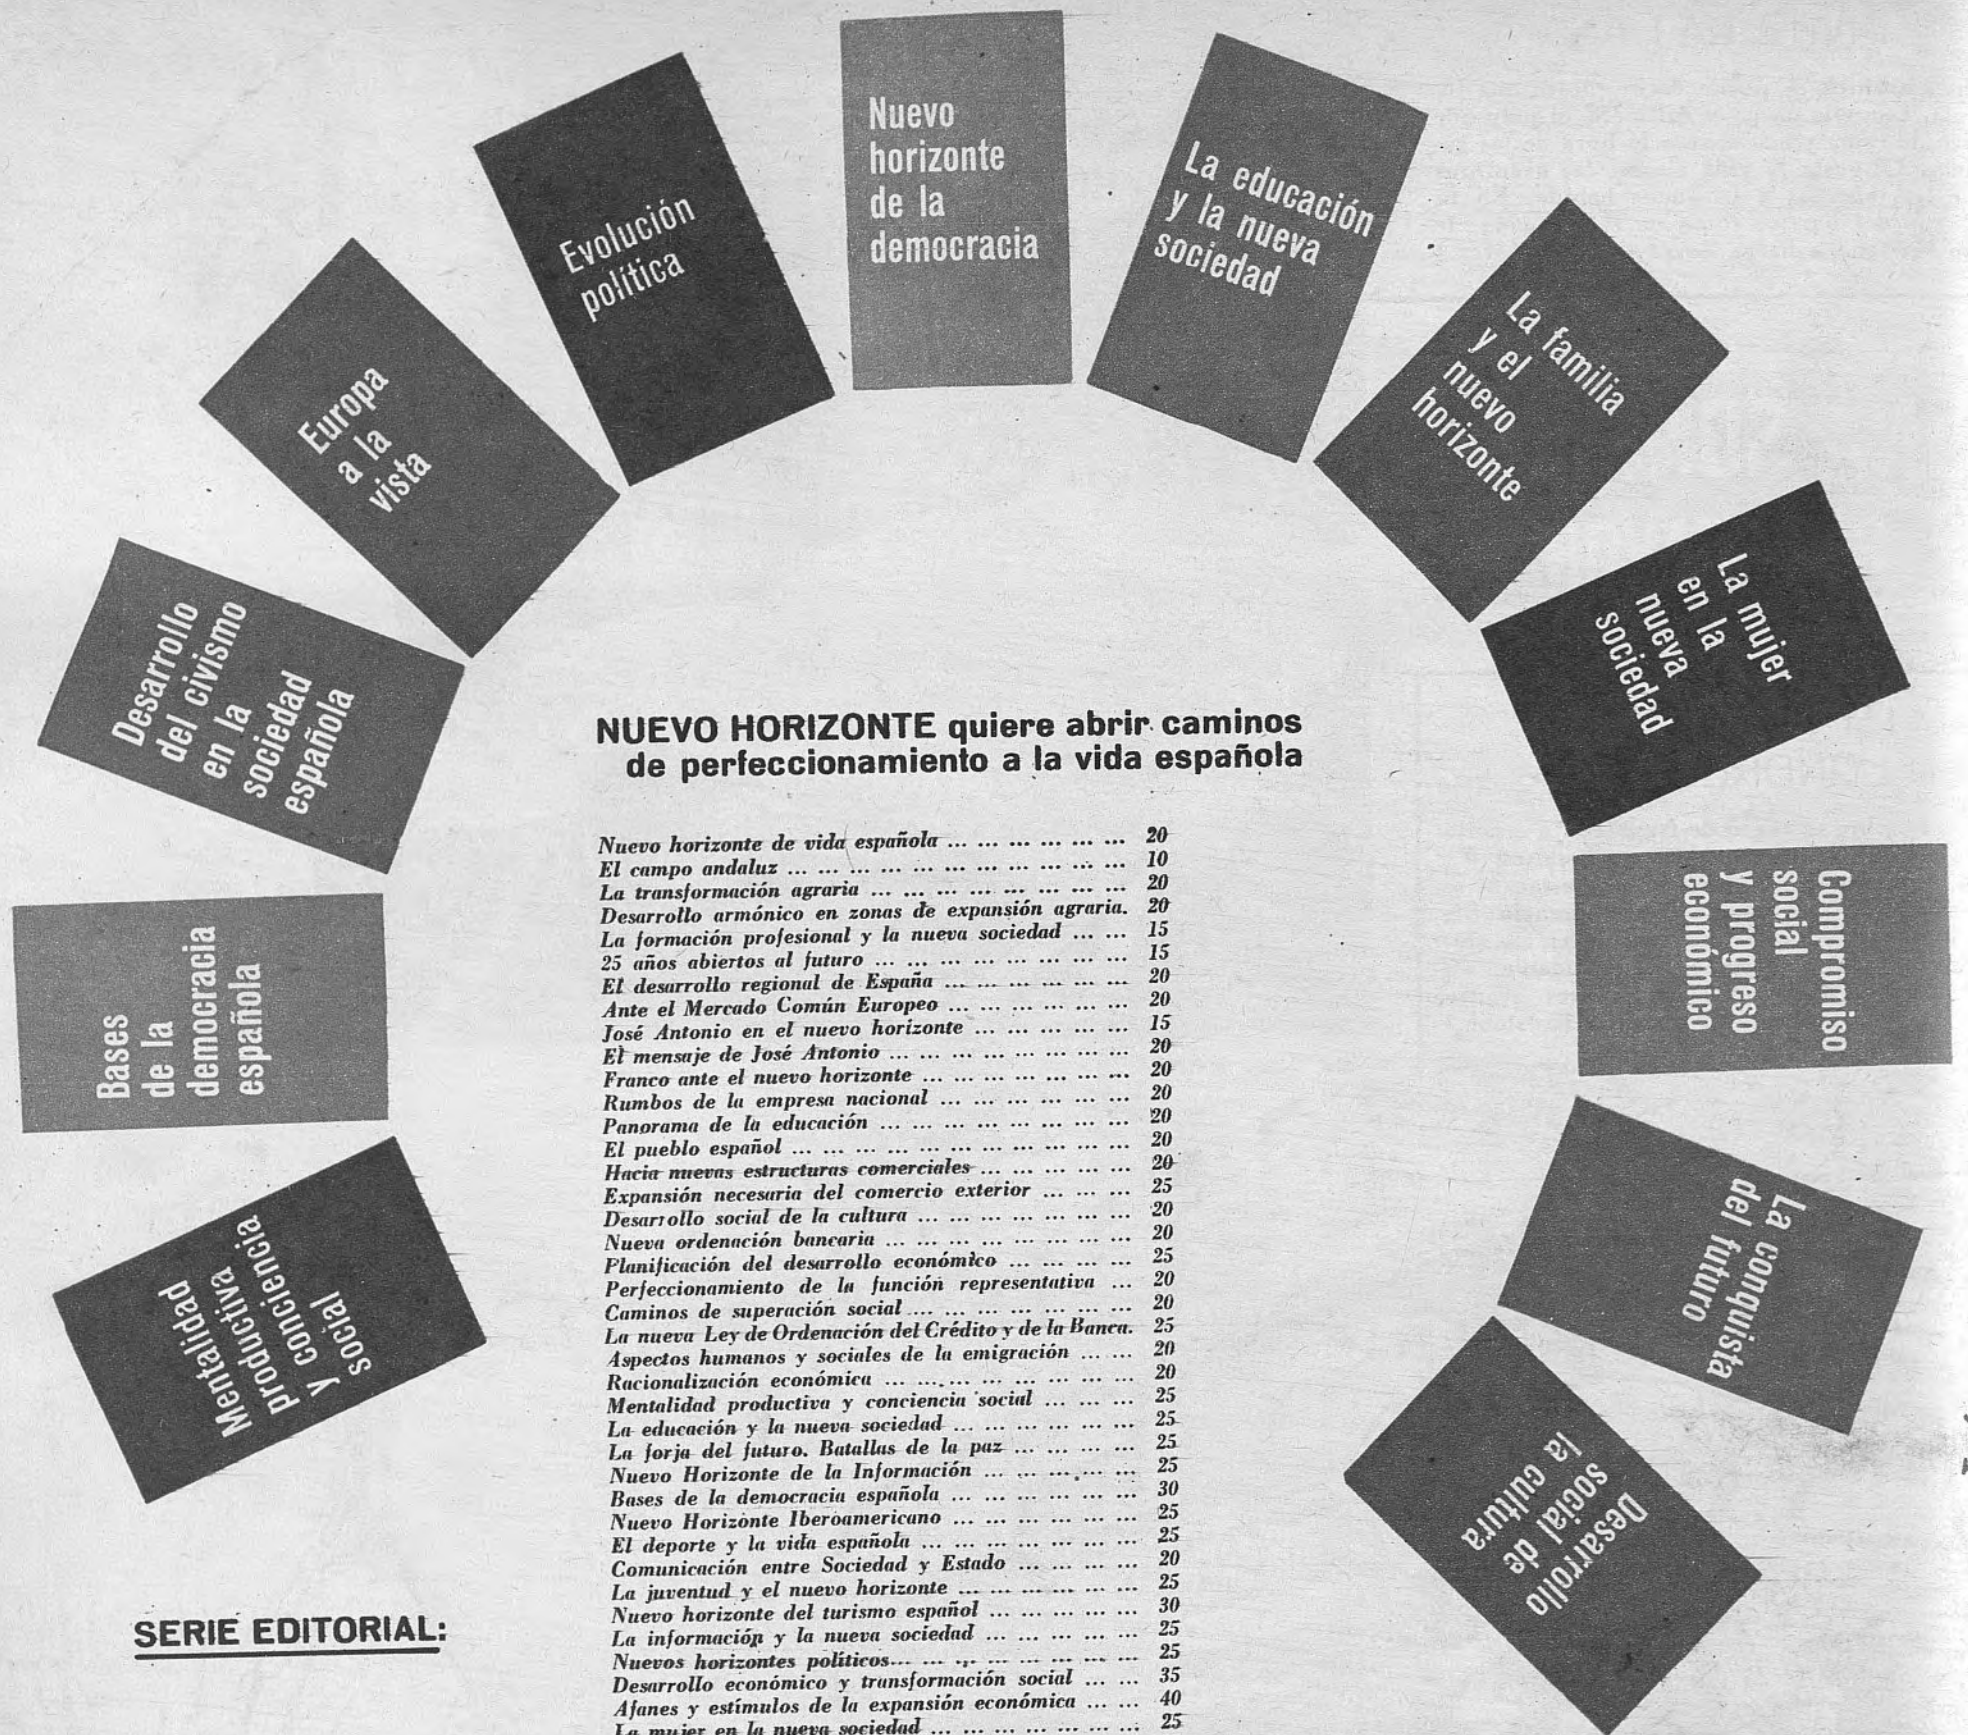 Mentalidad
productiva
y conciencia
social
Bases
de la
democracia
española
Desarrollo
del civismo
en la
sociedad
española
Europa
a la
vista
Evolución
política
Nuevo
horizonte
de la
democracia
La educación
y la nueva
sociedad
La familia
y el
nuevo
horizonte
La mujer
en la
nueva
sociedad
Compromiso
social
y progreso
económico
La conquista
del futuro
Desarrollo
social de
la cultura
NUEVO HORIZONTE quiere abrir caminos
de perfeccionamiento a la vida española
Nuevo horizonte de vida española ... ... ... ... ... ... 20
El campo andaluz ... ... ... ... ... ... ... ... ... ... ... 10
La transformación agraria ... ... ... ... ... ... ... ... 20
Desarrollo armónico en zonas de expansión agraria. 20
La formación profesional y la nueva sociedad ... ... 15
25 años abiertos al futuro ... ... ... ... ... ... ... ... 15
El desarrollo regional de España ... ... ... ... ... ... 20
Ante el Mercado Común Europeo ... ... ... ... ... ... 20
José Antonio en el nuevo horizonte ... ... ... ... ... 15
El mensaje de José Antonio ... ... ... ... ... ... ... ... 20
Franco ante el nuevo horizonte ... ... ... ... ... ... ... 20
Rumbos de la empresa nacional ... ... ... ... ... ... 20
Panorama de la educación ... ... ... ... ... ... ... ... 20
El pueblo español ... ... ... ... ... ... ... ... ... ... ... 20
Hacia nuevas estructuras comerciales ... ... ... ... ... 20
Expansión necesaria del comercio exterior ... ... ... 25
Desarrollo social de la cultura ... ... ... ... ... ... ... 20
Nueva ordenación bancaria ... ... ... ... ... ... ... ... 20
Planificación del desarrollo económico ... ... ... ... 25
Perfeccionamiento de la función representativa ... 20
Caminos de superación social .... ... ... ... ... ... ... 20
La nueva Ley de Ordenación del Crédito y de la Banca. 25
Aspectos humanos y sociales de la emigración ... ... 20
Racionalización económica ... ... ... ... ... ... ... ... 20
Mentalidad productiva y conciencia social ... ... ... 25
La educación y la nueva sociedad ... ... ... ... ... ... 25
La forja del futuro. Batallas de la paz ... ... ... ... 25
Nuevo Horizonte de la Información ... ... ... ... ... 25
Bases de la democracia española ... ... ... ... ... ... 30
Nuevo Horizonte Iberoamericano ... ... ... ... ... ... 25
El deporte y la vida española ... ... ... ... ... ... ... 25
Comunicación entre Sociedad y Estado ... ... ... ... 20
La juventud y el nuevo horizonte ... ... ... ... ... ... 25
Nuevo horizonte del turismo español ... ... ... ... ... 30
La información y la nueva sociedad ... ... ... ... ... 25
Nuevos horizontes políticos... ... ... ... ... ... ... ... 25
Desarrollo económico y transformación social ... ... 35
Afanes y estímulos de la expansión económica ... ... 40
La mujer en la nueva sociedad ... ... ... ... ... ... ... 25
SERIE EDITORIAL: